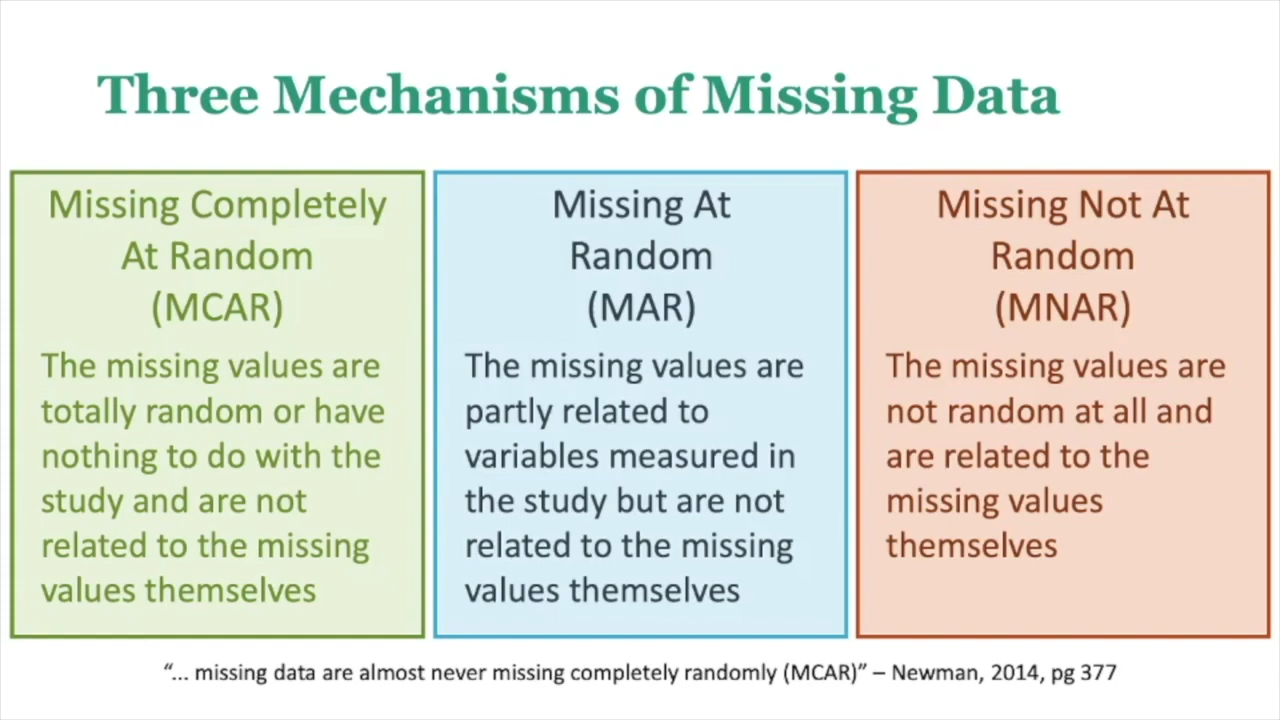 Three Mechanisms of Missing Data
Missing Completely
At Random
(MCAR)
The missing values are
totally random or have
nothing to do with the
study and are not
related to the missing
values themselves
Missing At
Random
(MAR)
The missing values are
partly related to
variables measured in
the study but are not
related to the missing
values themselves
Missing Not At
Random
(MNAR)
The missing values are
not random at all and
are related to the
missing values
themselves
“... missing data are almost never missing completely randomly (MCAR)” – Newman, 2014, pg 377